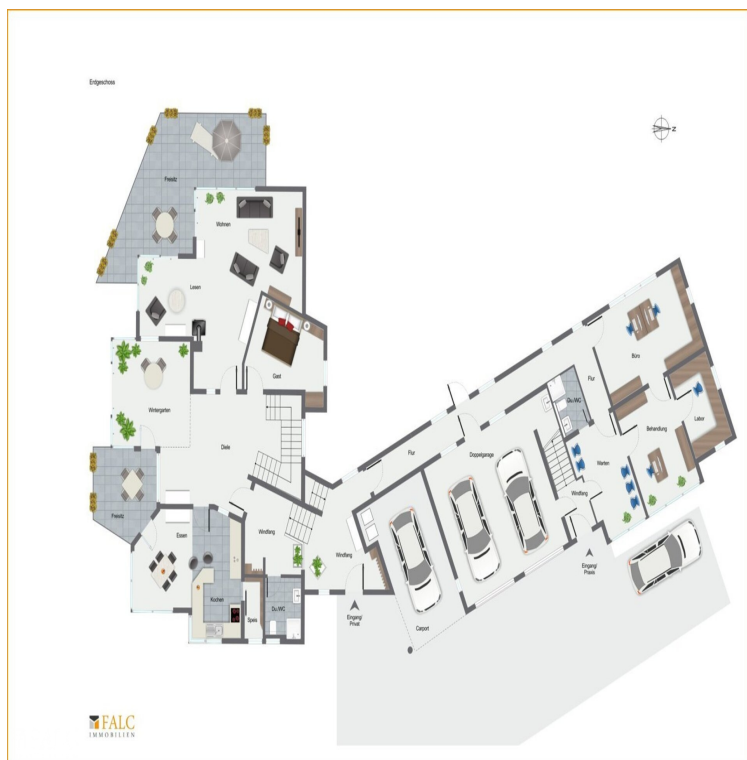 Erdgeschoss
N
Freisitz
Wohnen
Lesen
Gast
Wintergarten
Diele
Freisitz
Essen
Kochen
Speis
Du./WC
Windfang
Windfang
Eingang/
Privat
Flur
Carport
Doppelgarage
Flur
Du./WC
Büro
Labor
Behandlung
Warten
Windfang
Eingang/
Praxis
FALC
IMMOBILIEN